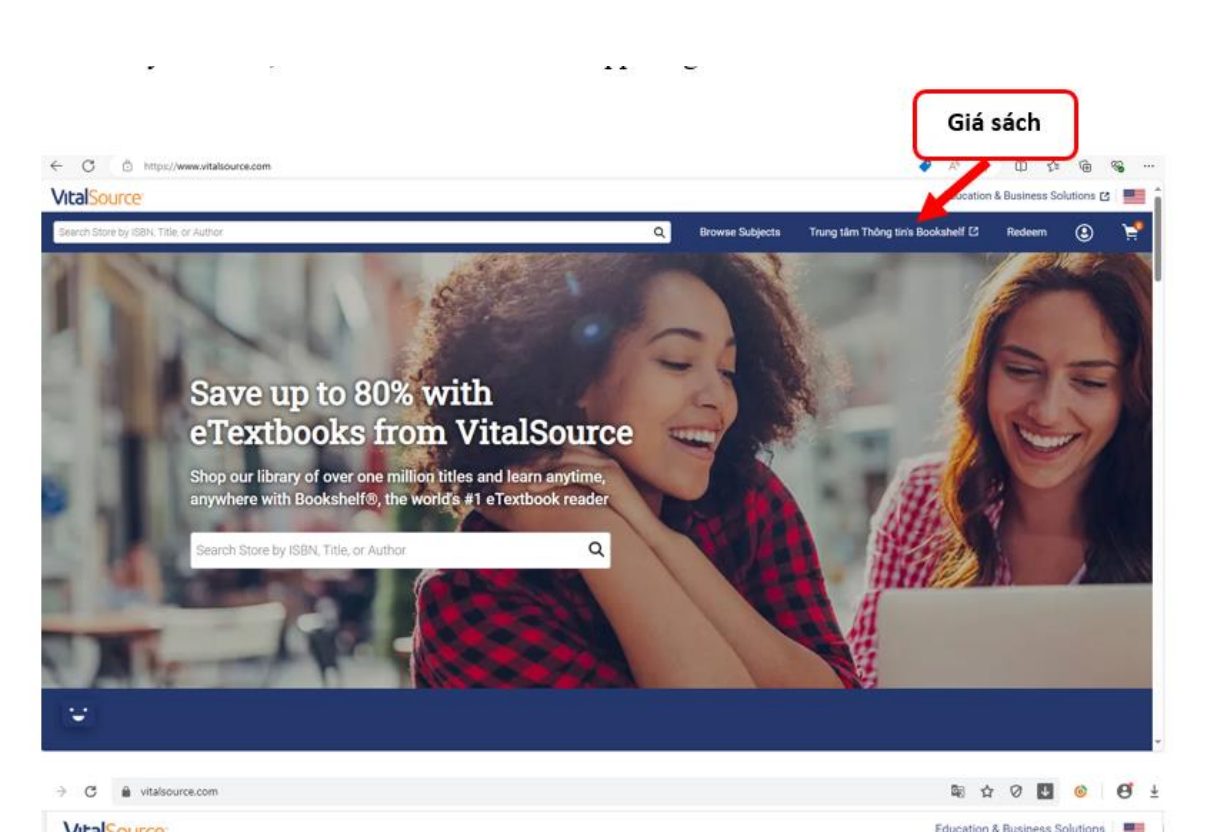 Giá sách
https://www.vitalsource.com
VitalSource
Education & Business Solutions
Search Store by ISBN, Title, or Author
Browse Subjects
Trung tâm Thông tin's Bookshelf
Redeem
Save up to 80% with
eTextbooks from VitalSource
Shop our library of over one million titles and learn anytime,
anywhere with Bookshelf®, the world's #1 eTextbook reader
Search Store by ISBN, Title, or Author
vitalsource.com
VitalSource
Education & Business Solutions